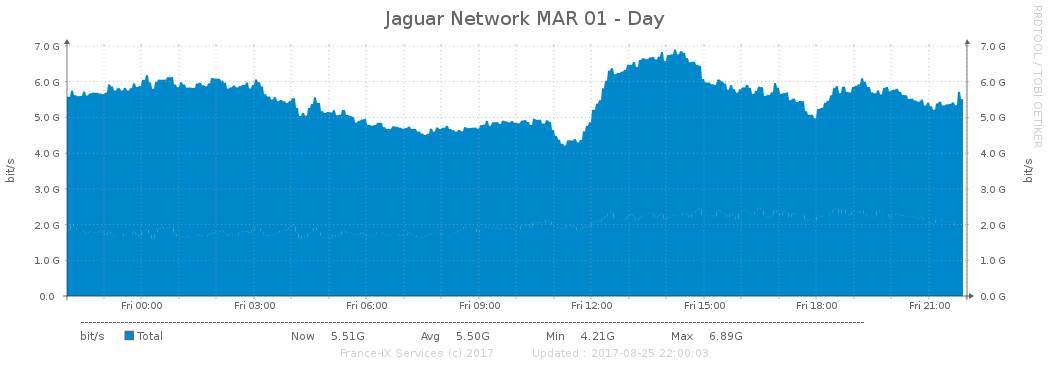 Jaguar Network MAR 01 - Day
RRDTOOL / TOBI OETIKER
7.0 G 7.0 G
6.0 G 6.0 G
5.0 G 5.0 G
4.0 G 4.0 G
3.0 G 3.0 G
2.0 G 2.0 G
1.0 G 1.0 G
0.0 0.0 G
bit/s bit/s
Fri 00:00 Fri 03:00 Fri 06:00 Fri 09:00 Fri 12:00 Fri 15:00 Fri 18:00 Fri 21:00
bit/s Total Now 5.51G Avg 5.50G Min 4.21G Max 6.89G
France-IX Services (c) 2017 Updated : 2017-08-25 22:00:03